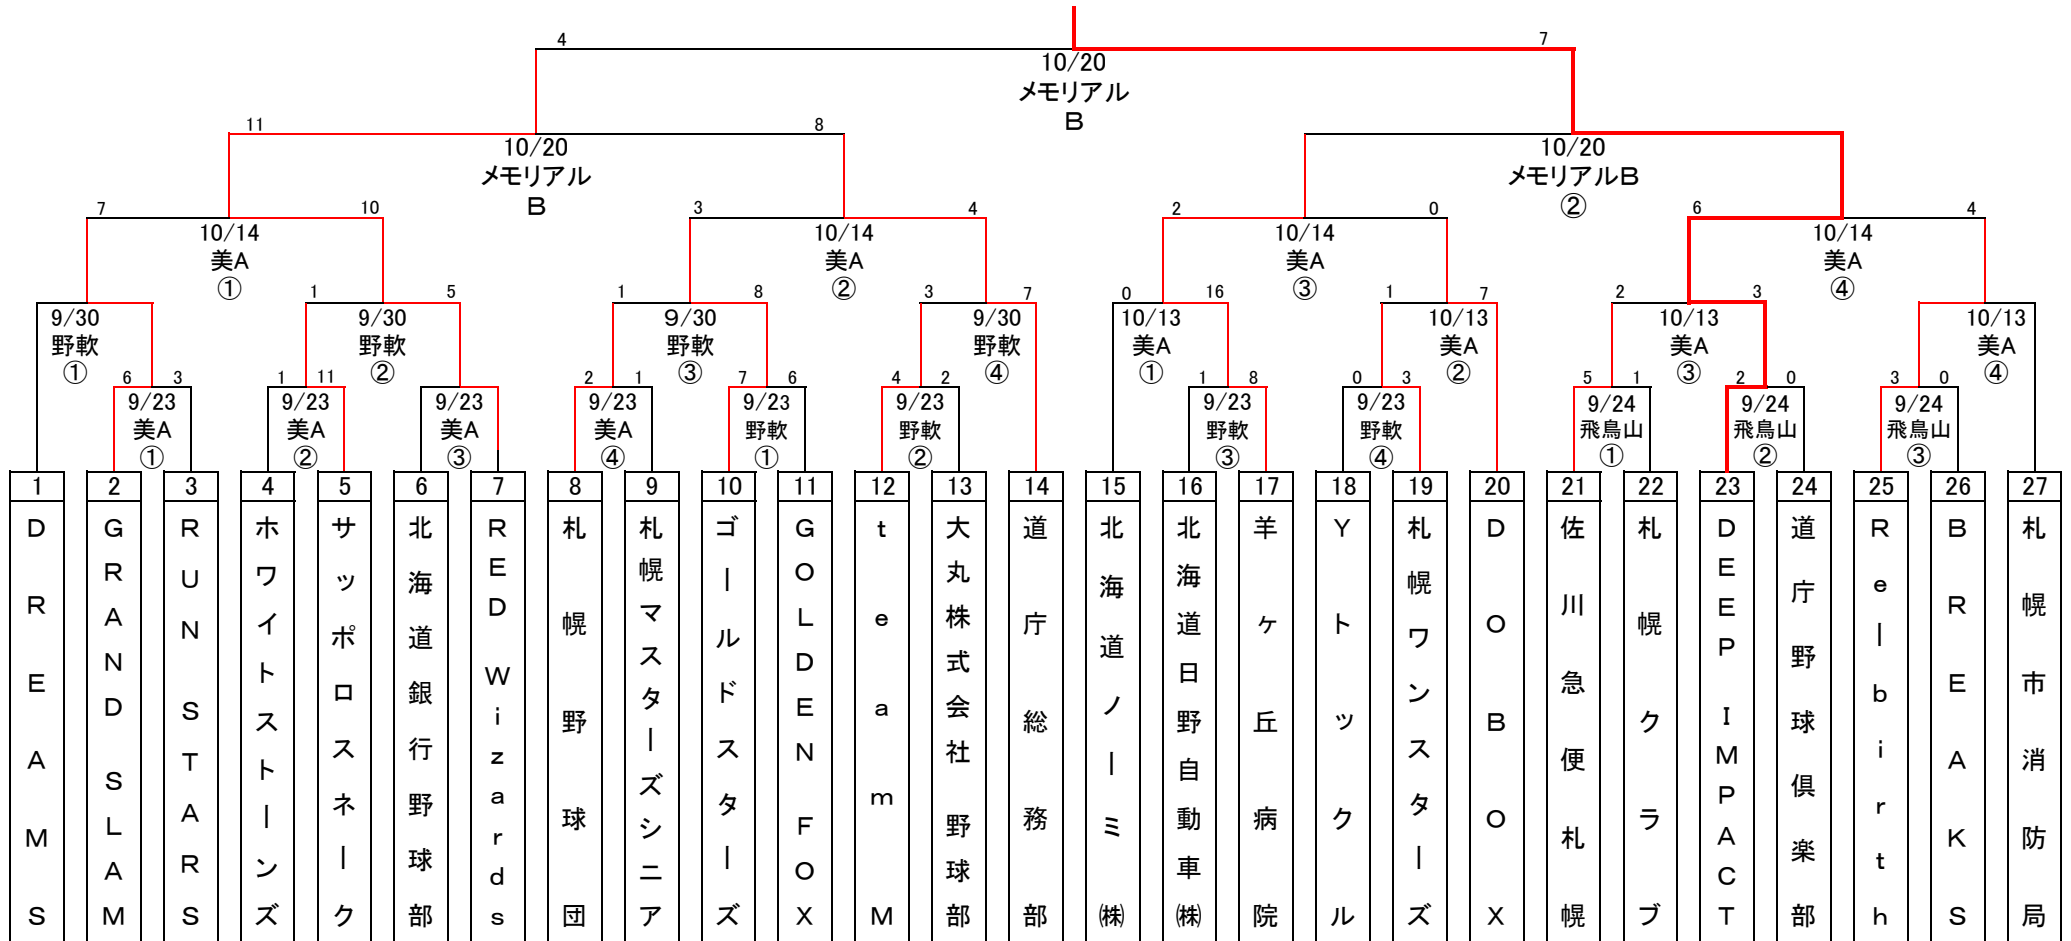 4 7
10/20
メモリアル
B
11 8
10/20 10/20
メモリアル メモリアルB
B ②
7 10 3 4 2 0 6 4
10/14 10/14 10/14 10/14
美A 美A 美A 美A
① ② ③ ④
1 5 1 8 3 7 0 16 1 7 2 3
9/30 9/30 9/30 9/30 10/13 10/13 10/13 10/13
野軟 野軟 野軟 野軟 美A 美A 美A 美A
① ② ③ ④ ① ② ③ ④
6 3 1 11 2 1 7 6 4 2 1 8 0 3 5 1 2 0 3 0
9/23 9/23 9/23 9/23 9/23 9/23 9/23 9/23 9/24 9/24 9/24
美A 美A 美A 美A 野軟 野軟 野軟 野軟 飛鳥山 飛鳥山 飛鳥山
① ② ③ ④ ① ② ③ ④ ① ② ③
1 2 3 4 5 6 7 8 9 10 11 12 13 14 15 16 17 18 19 20 21 22 23 24 25 26 27
DREAMS
GRAND SLAM
RUN STARS
ホワイトストーンズ
サッポロスネーク
北海道銀行野球部
RED Wizards
札幌野球団
札幌マスターズシニア
ゴールドスターズ
GOLDEN FOX
team M
大丸株式会社 野球部
道庁総務部
北海道ノーミ㈱
北海道日野自動車㈱
羊ヶ丘病院
Yトックル
札幌ワンスターズ
DOBOX
佐川急便札幌
札幌クラブ
DEEP IMPACT
道庁野球倶楽部
Relbirth
BREAKS
札幌市消防局